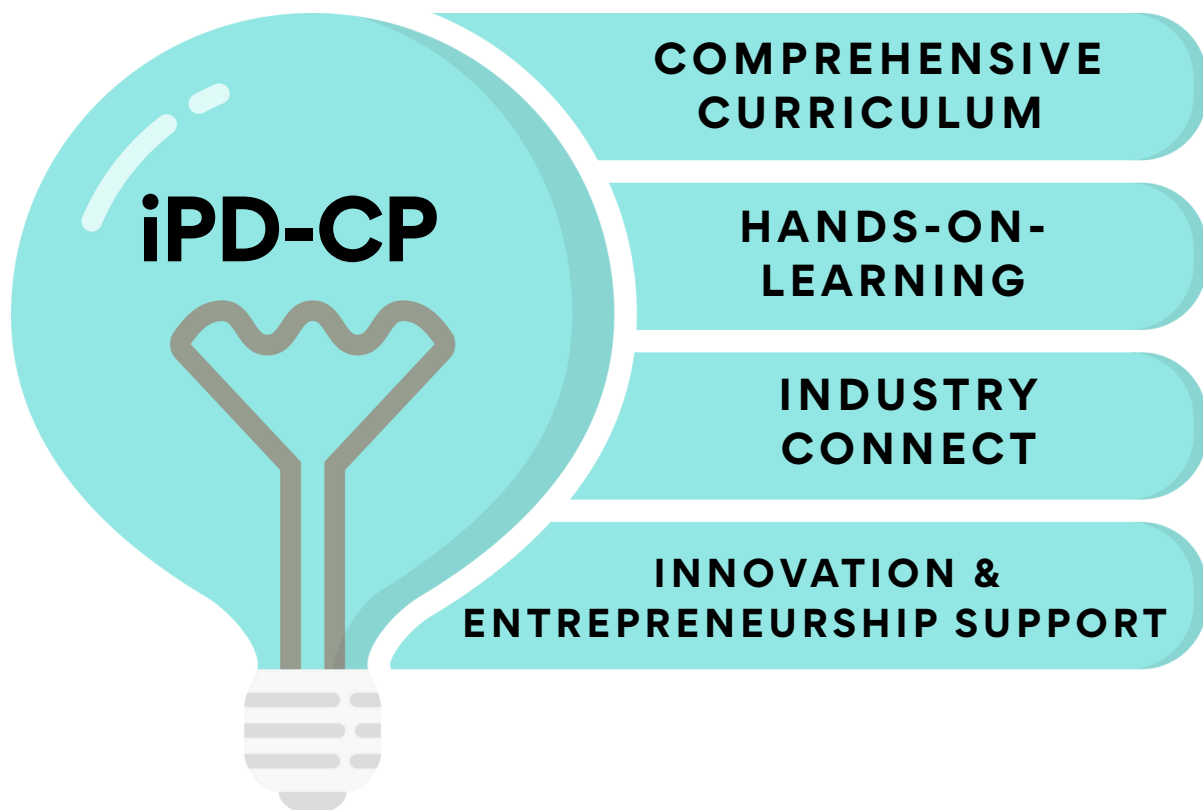 iPD-CP
COMPREHENSIVE
CURRICULUM
HANDS-ON-
LEARNING
INDUSTRY
CONNECT
INNOVATION &
ENTREPRENEURSHIP SUPPORT